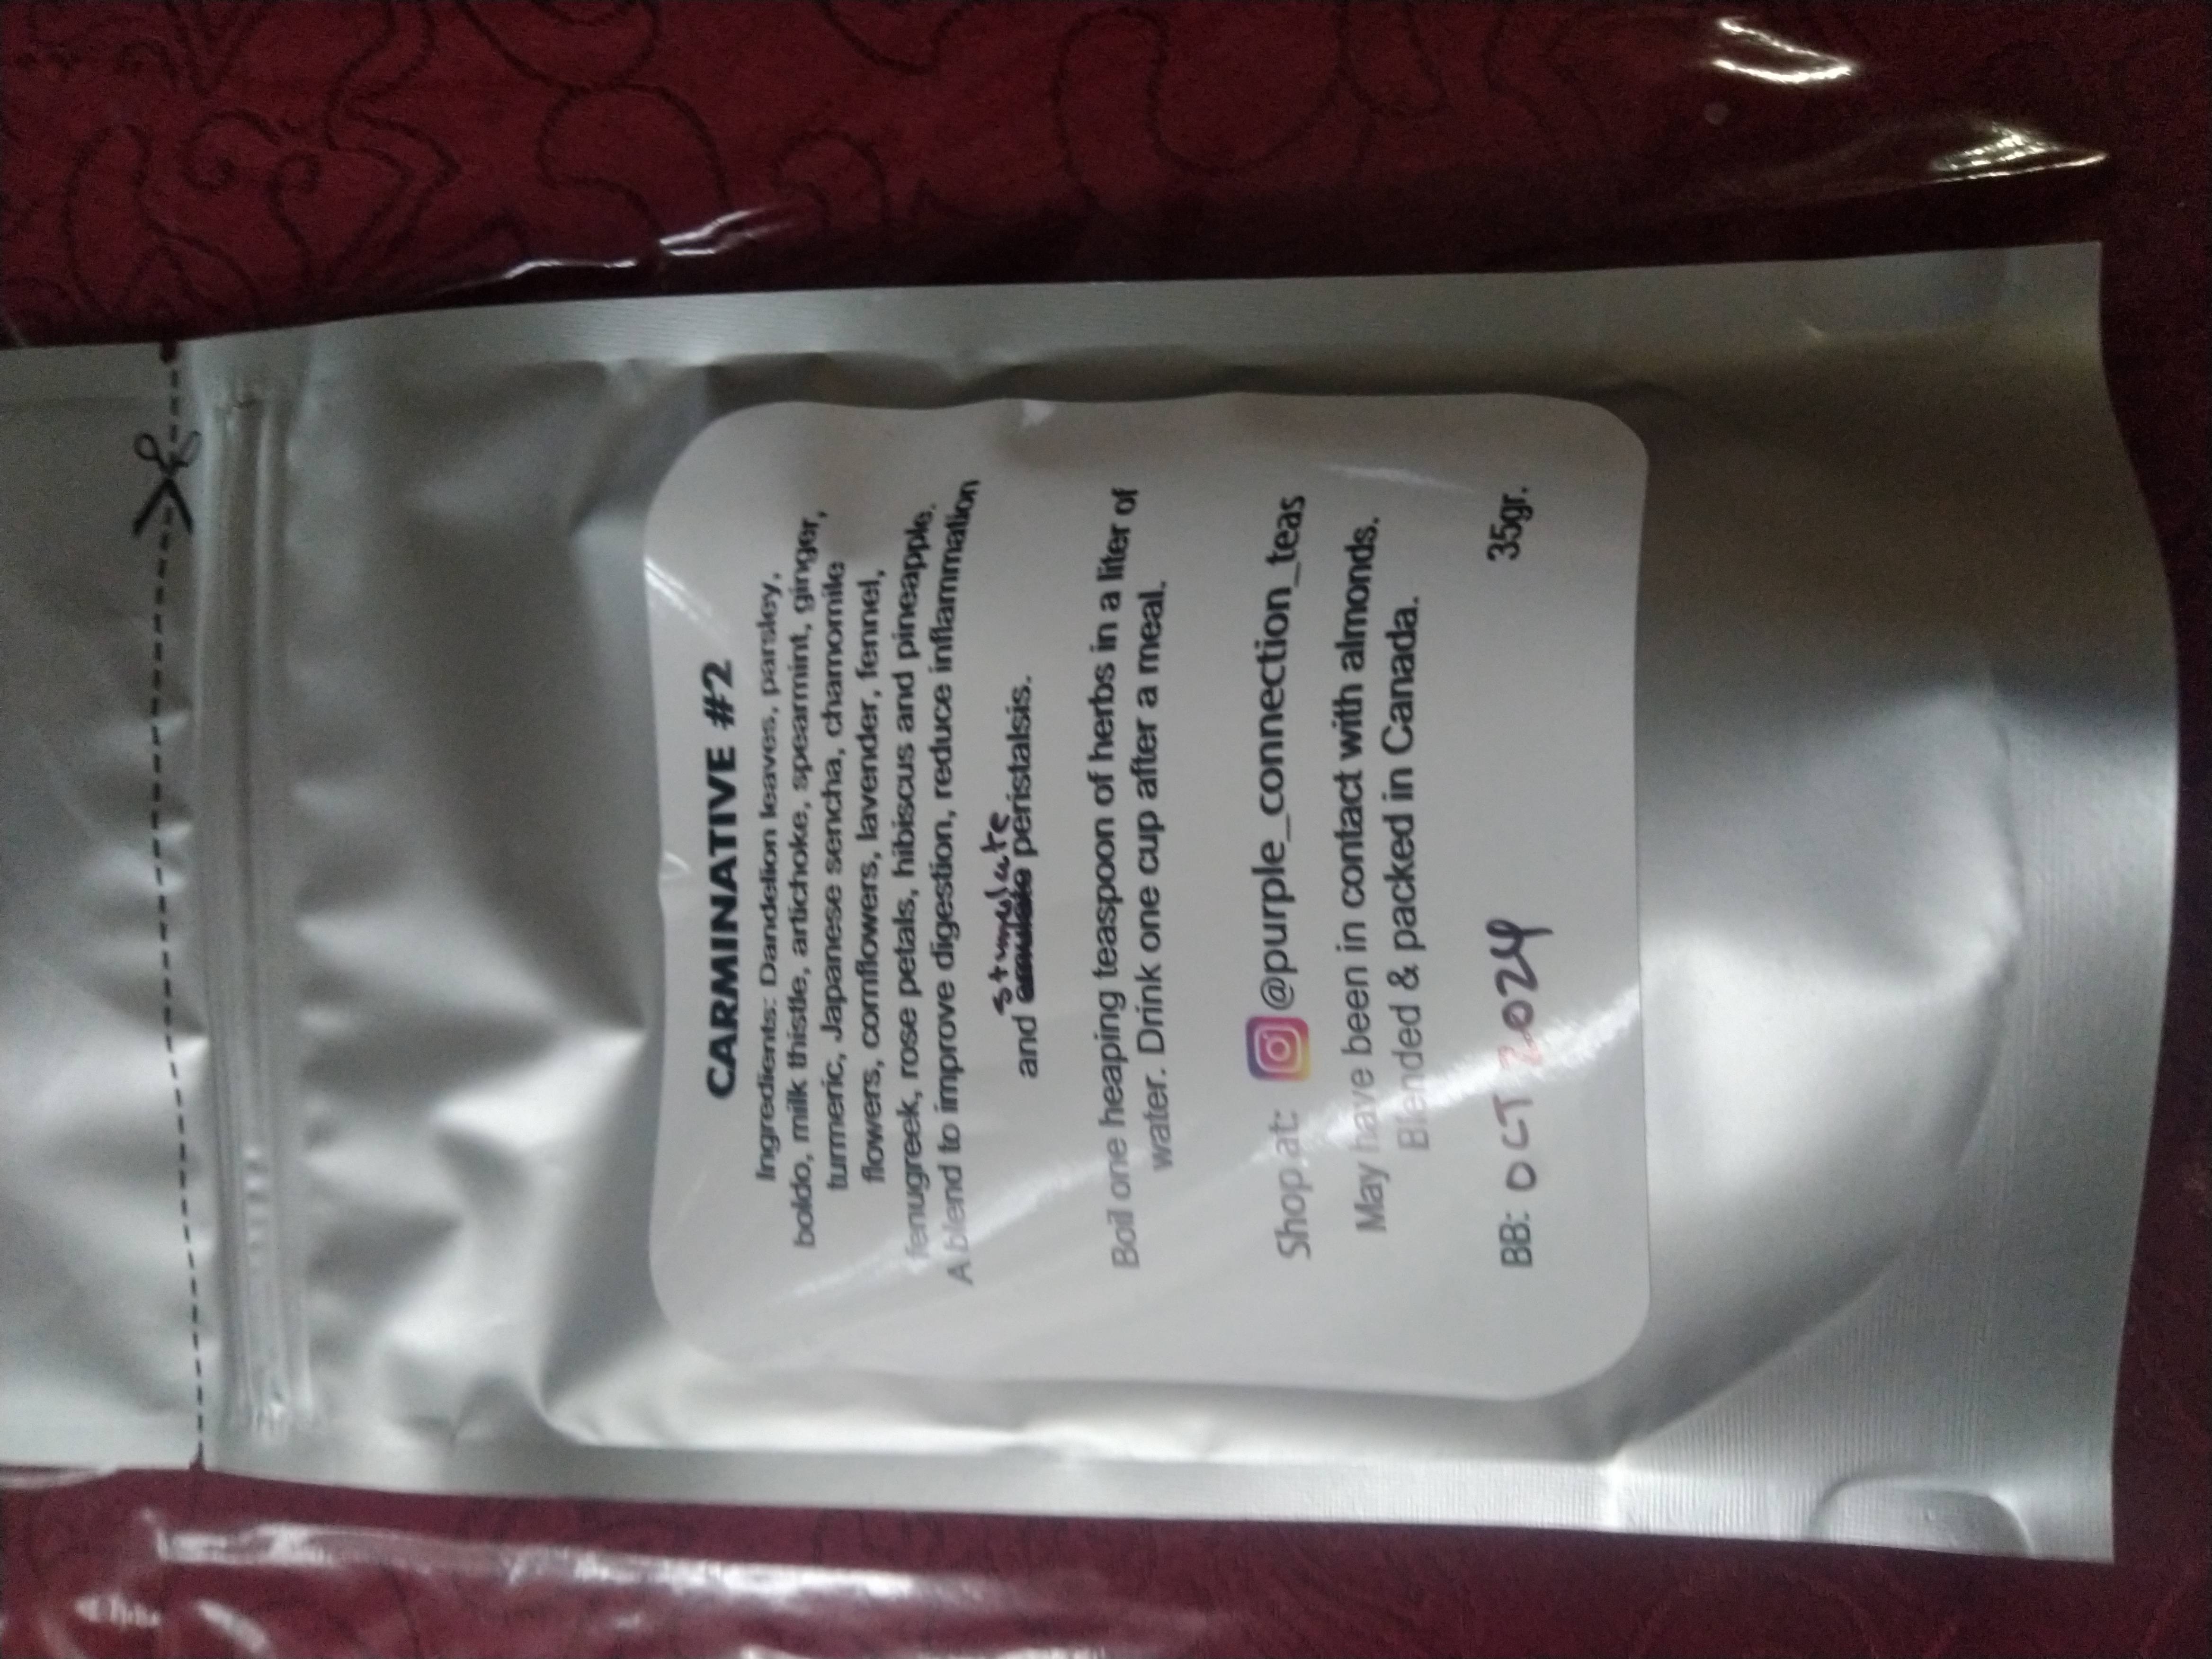 CARMINATIVE #2
Ingredients: Dandelion leaves, parsley,
boldo, milk thistle, artichoke, spearmint, ginger,
turmeric, Japanese sencha, chamomile
flowers, cornflowers, lavender, fennel,
fenugreek, rose petals, hibiscus and pineapple.
A blend to improve digestion, reduce inflammation
stimulate
and peristalsis.
Boil one heaping teaspoon of herbs in a liter of
water. Drink one cup after a meal.
Shop at: @purple_connection_teas
May have been in contact with almonds.
Blended & packed in Canada.
BB: OCT 2024 35gr.